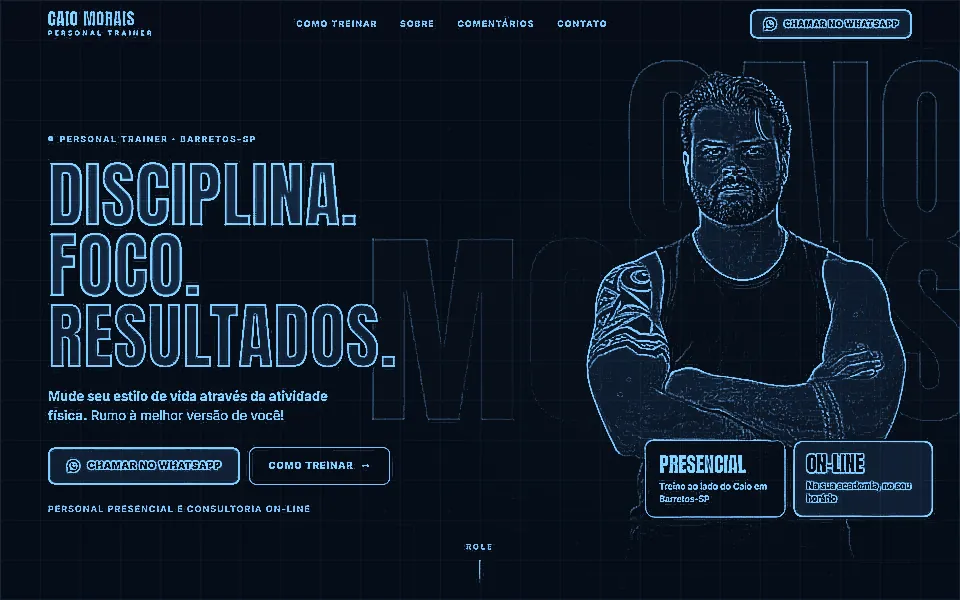 CAIO MORAIS
PERSONAL TRAINER
COMO TREINAR
SOBRE
COMENTÁRIOS
CONTATO
CHAMAR NO WHATSAPP
CAIO
MORAIS
PERSONAL TRAINER • BARRETOS-SP
DISCIPLINA.
FOCO.
RESULTADOS.
Mude seu estilo de vida através da atividade
física. Rumo à melhor versão de você!
CHAMAR NO WHATSAPP
COMO TREINAR →
PERSONAL PRESENCIAL E CONSULTORIA ON-LINE
PRESENCIAL
Treino ao lado do Caio em
Barretos-SP
ON-LINE
Na sua academia, no seu
horário
ROLE